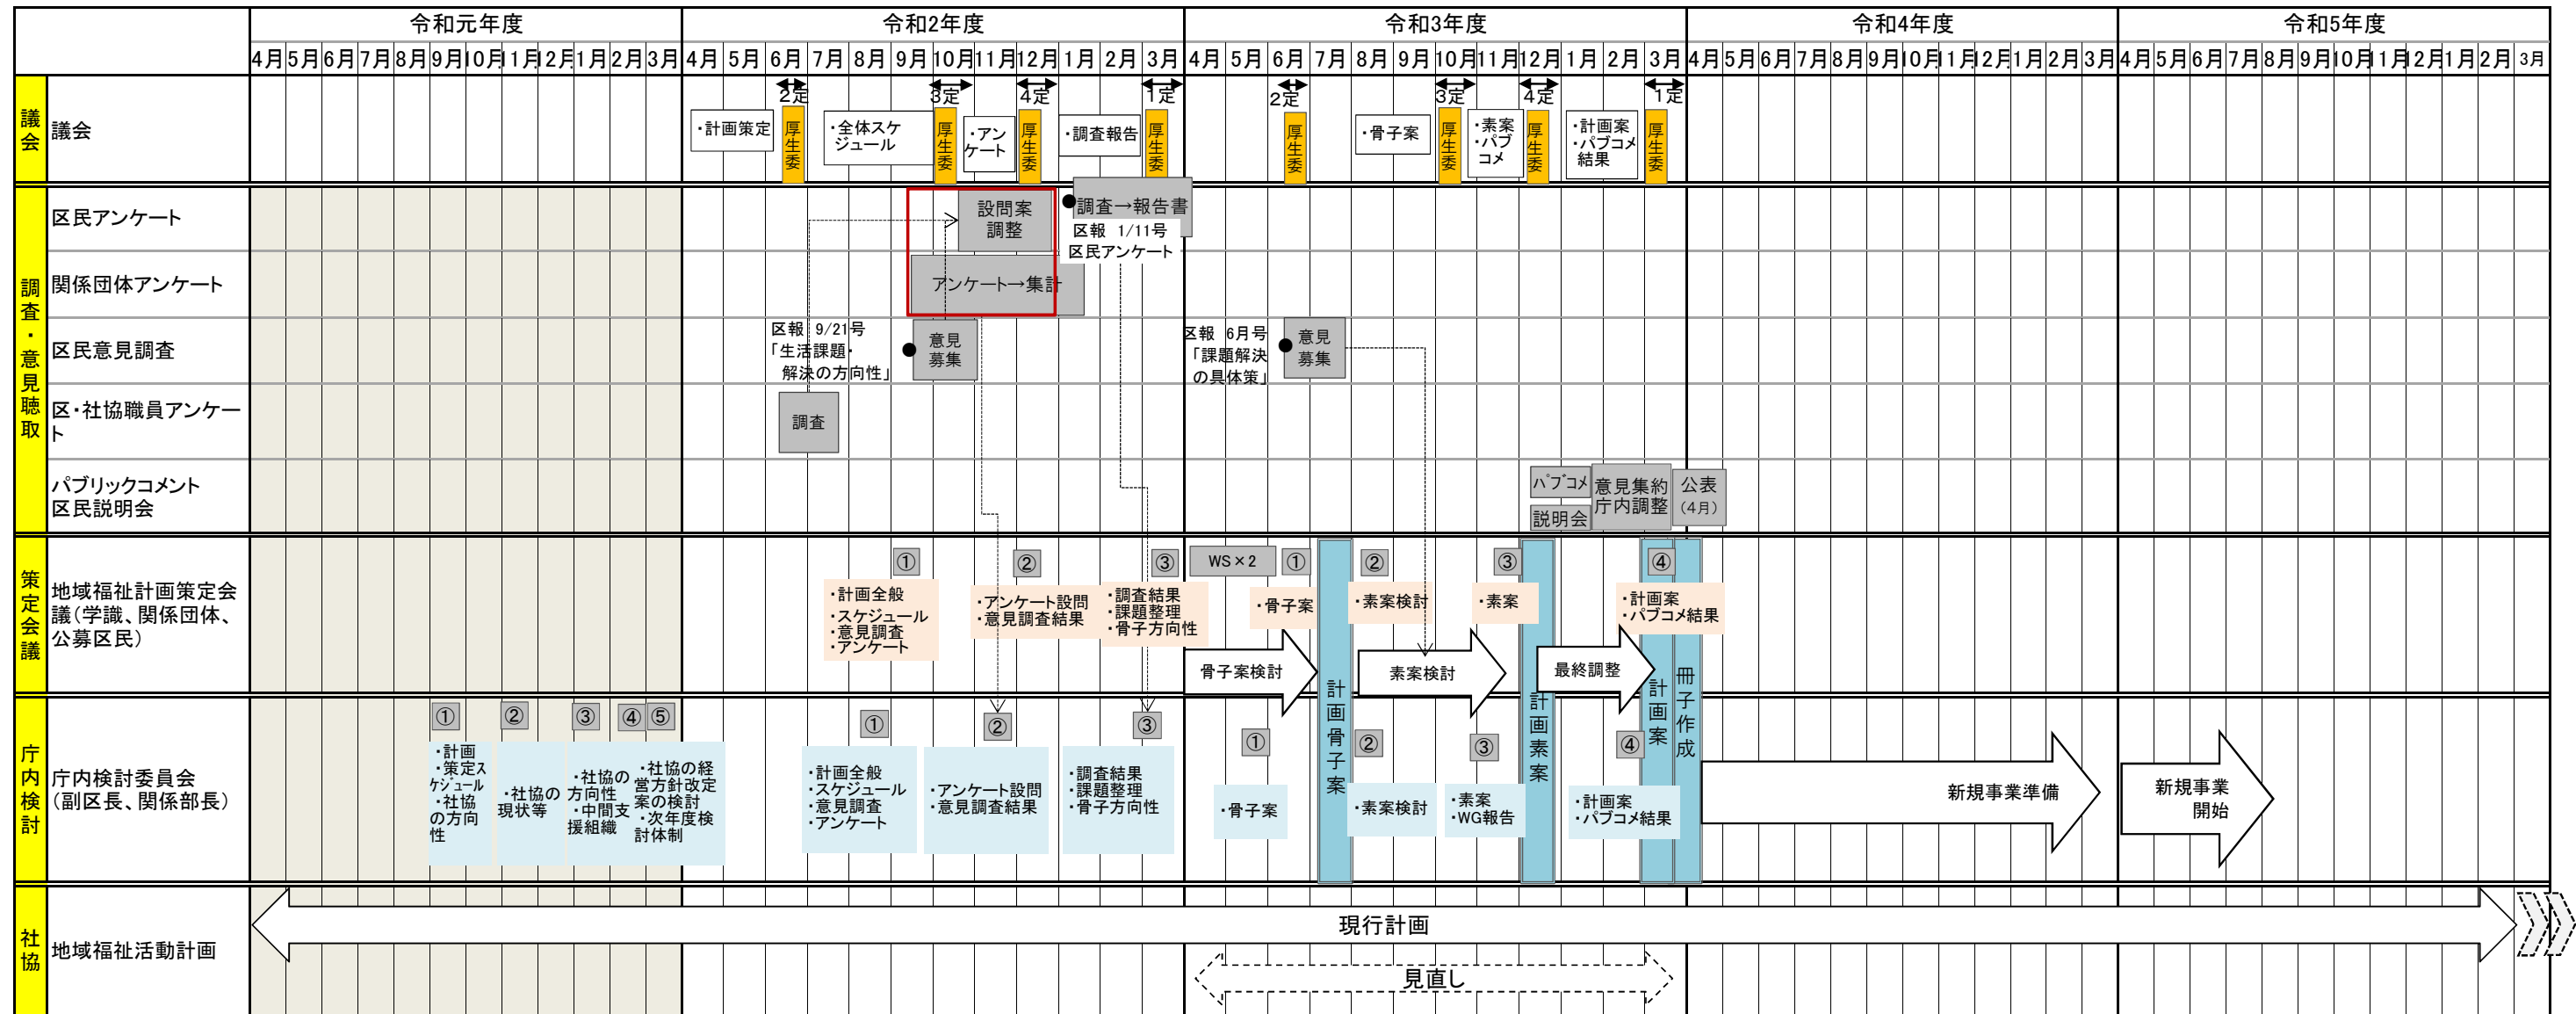 令和元年度
令和2年度
令和3年度
令和4年度
令和5年度
4月 5月 6月 7月 8月 9月 10月 11月 12月 1月 2月 3月
4月 5月 6月 7月 8月 9月 10月 11月 12月 1月 2月 3月
4月 5月 6月 7月 8月 9月 10月 11月 12月 1月 2月 3月
4月 5月 6月 7月 8月 9月 10月 11月 12月 1月 2月 3月
4月 5月 6月 7月 8月 9月 10月 11月 12月 1月 2月 3月
議会
議会
・計画策定
2定
厚生委
・全体スケ
ジュール
3定
厚生委
・アン
ケート
4定
厚生委
・調査報告
1定
厚生委
2定
厚生委
・骨子案
3定
厚生委
・素案
・パブ
コメ
4定
厚生委
・計画案
・パブコメ
結果
1定
厚生委
調査・意見聴取
区民アンケート
設問案
調整
●調査→報告書
区報 1/11号
区民アンケート
関係団体アンケート
アンケート→集計
区民意見調査
区報 9/21号
「生活課題・
解決の方向性」
●
意見
募集
区報 6月号
「課題解決
の具体策」
●
意見
募集
区・社協職員アンケー
ト
調査
パブリックコメント
区民説明会
パブコメ
説明会
意見集約
庁内調整
公表
(4月)
策定会議
地域福祉計画策定会
議(学識、関係団体、
公募区民)
①
・計画全般
・スケジュール
・意見調査
・アンケート
②
・アンケート設問
・意見調査結果
③
・調査結果
・課題整理
・骨子方向性
WS×2
①
・骨子案
骨子案検討
計画骨子案
②
・素案検討
素案検討
③
・素案
計画素案
最終調整
④
・計画案
・パブコメ結果
計画案
冊子作成
庁内検討
庁内検討委員会
(副区長、関係部長)
①
・計画
・策定ス
ケジュール
・社協
の方向
性
②
・社協の
現状等
③
・社協の
方向性
・中間支
援組織
④ ⑤
・社協の経
営方針改定
案の検討
・次年度検
討体制
①
・計画全般
・スケジュール
・意見調査
・アンケート
②
・アンケート設問
・意見調査結果
③
・調査結果
・課題整理
・骨子方向性
①
・骨子案
②
・素案検討
③
・素案
・WG報告
④
・計画案
・パブコメ結果
新規事業準備
新規事業
開始
社協
地域福祉活動計画
現行計画
見直し